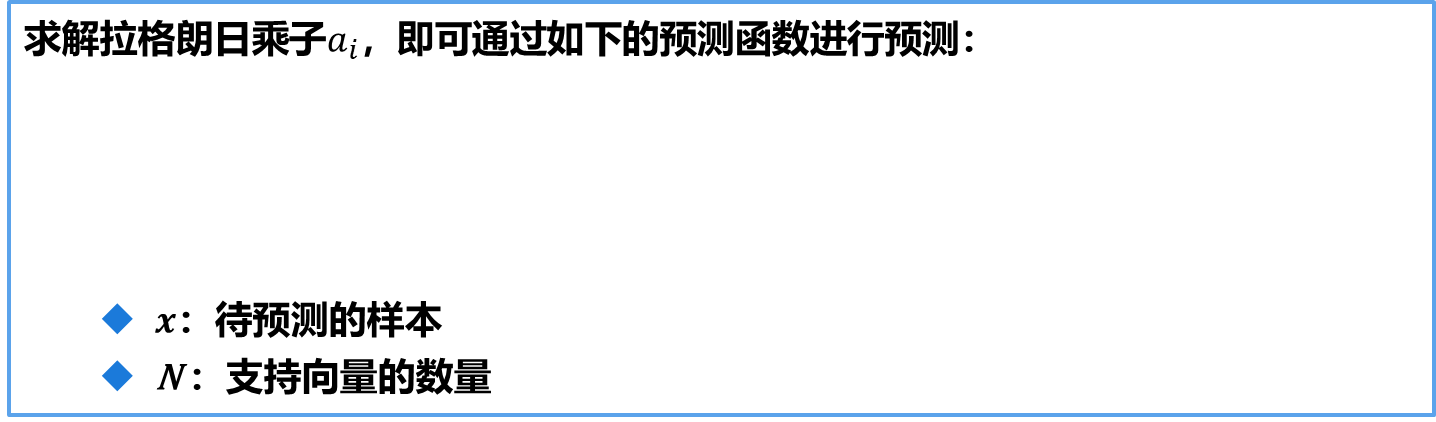 求解拉格朗日乘子𝑎ᵢ，即可通过如下的预测函数进行预测：
◆ 𝒙：待预测的样本
◆ 𝑁：支持向量的数量